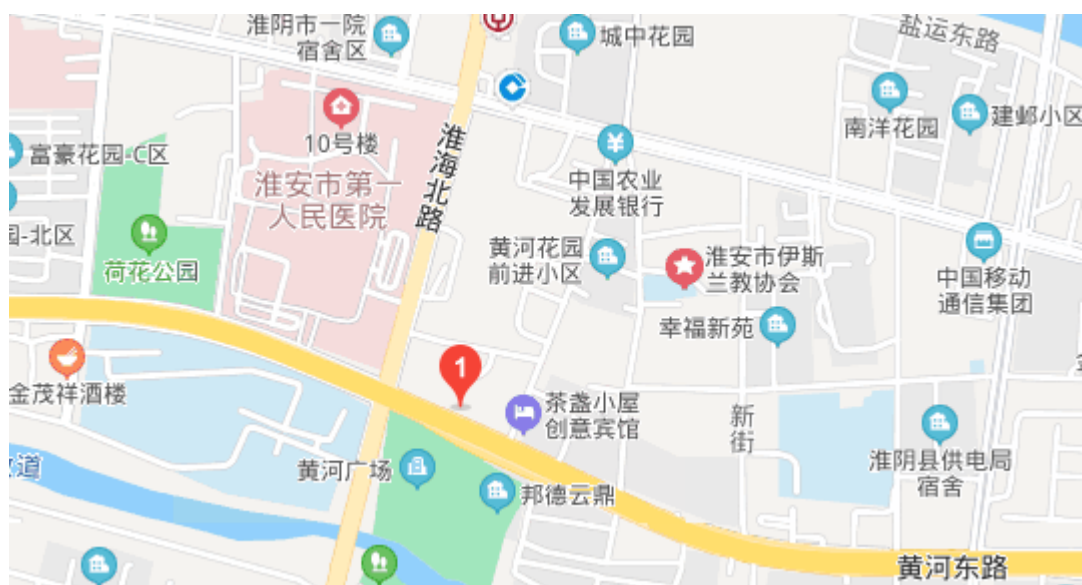 淮阴市一院
宿舍区
城中花园
盐运东路
10号楼
淮海北路
南洋花园
建邺小区
富豪花园-C区
淮安市第一
人民医院
中国农业
发展银行
园-北区
荷花公园
黄河花园
前进小区
淮安市伊斯
兰教协会
中国移动
通信集团
幸福新苑
1
金茂祥酒楼
茶盏小屋
创意宾馆
新街
淮阴县供电局
宿舍
道
黄河广场
邦德云鼎
黄河东路